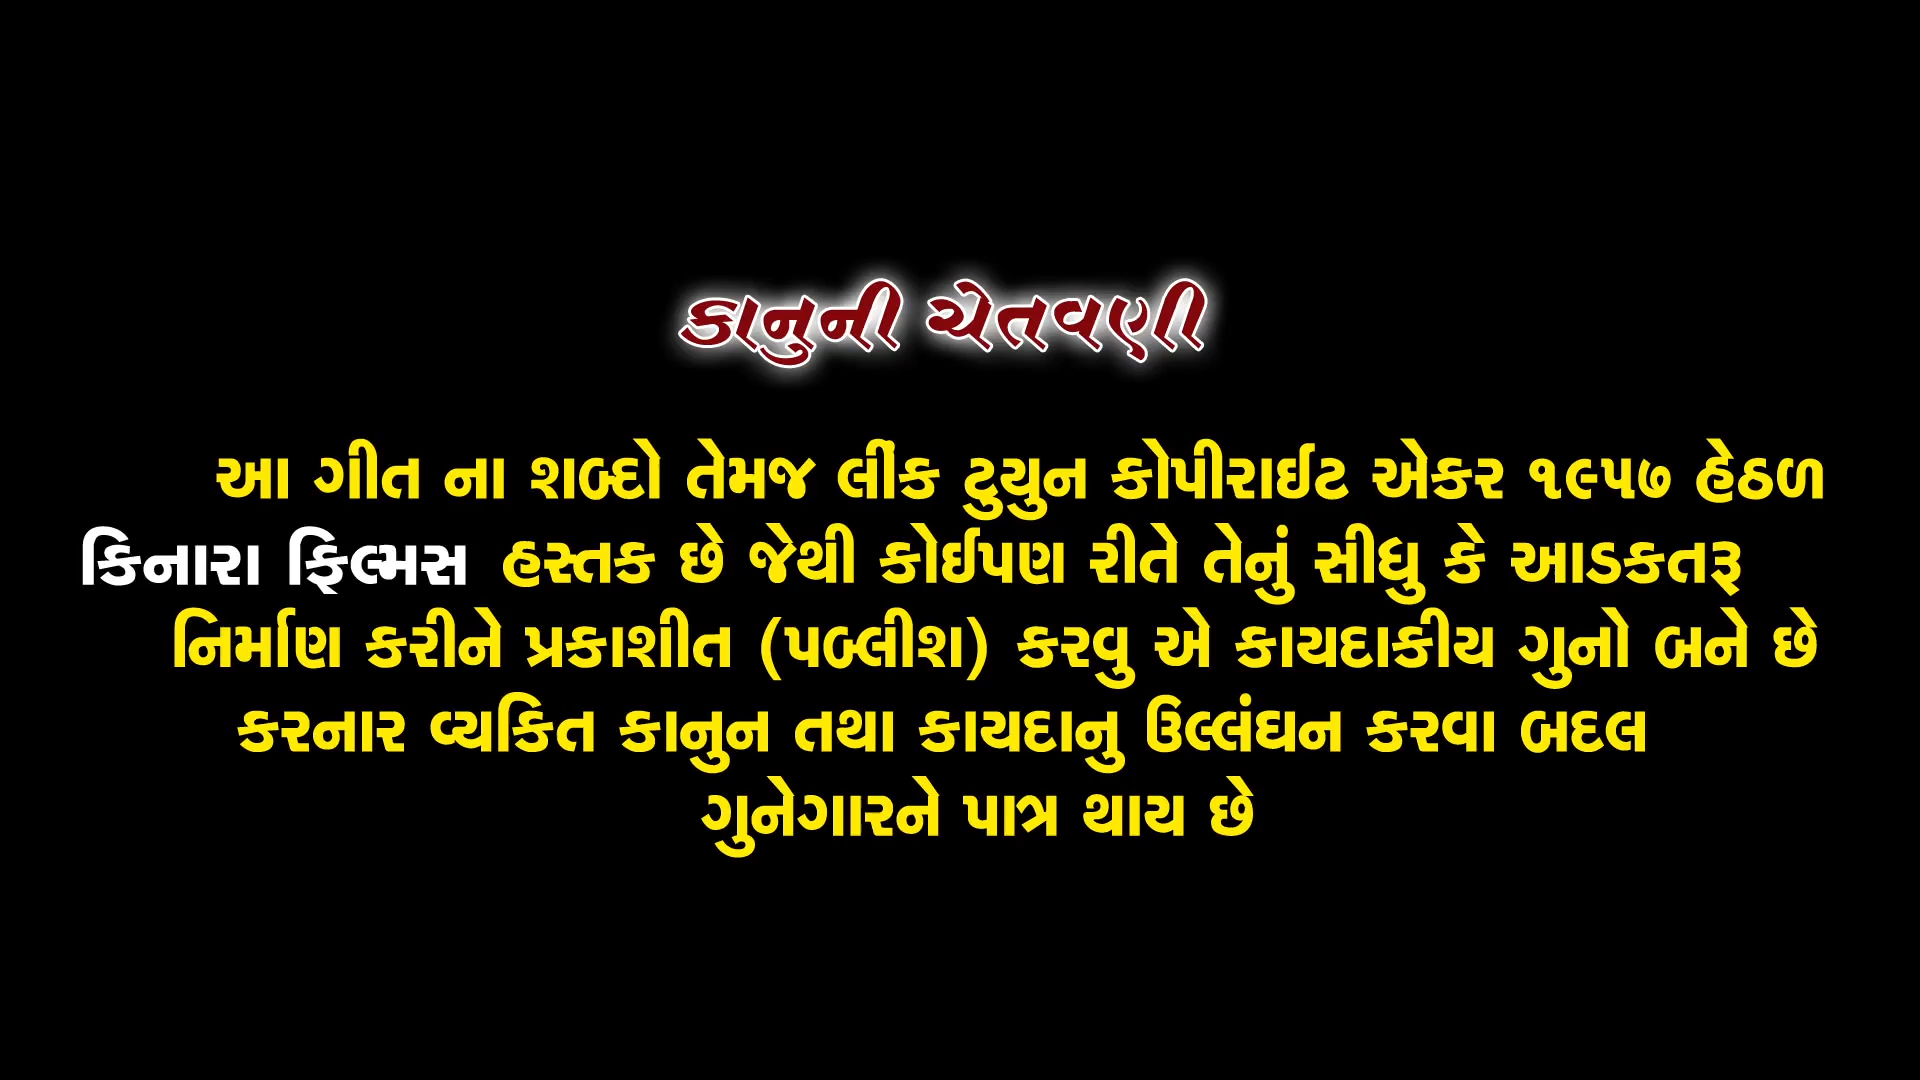 કાનુની ચેતવણી
આ ગીત ના શબ્દો તેમજ લીંક ટુયુન કોપીરાઈટ એકર ૧૯૫૭ હેઠળ
કિનારા ફિલ્મસ હસ્તક છે જેથી કોઈપણ રીતે તેનું સીધુ કે આડકતરૂ
નિર્માણ કરીને પ્રકાશીત (પબ્લીશ) કરવુ એ કાયદાકીય ગુનો બને છે
કરનાર વ્યકિત કાનુન તથા કાયદાનુ ઉલ્લંઘન કરવા બદલ
ગુનેગારને પાત્ર થાય છે